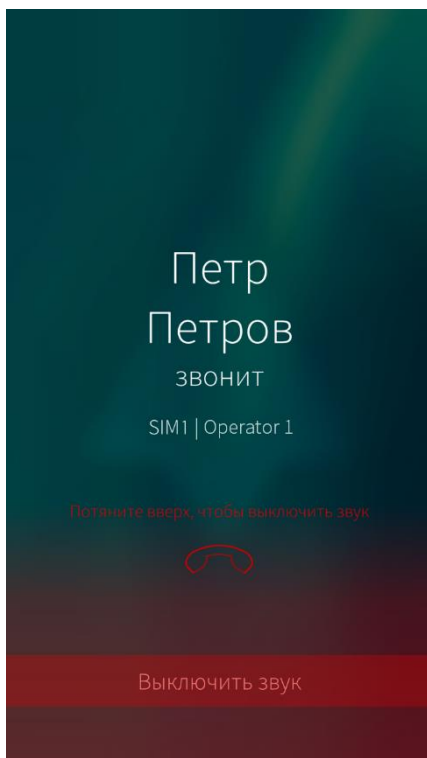 Петр
Петров
звонит
SIM1 | Operator 1
Потяните вверх, чтобы выключить звук
Выключить звук